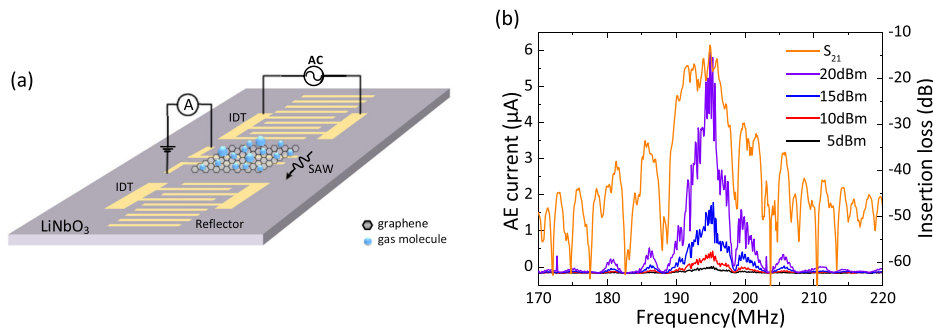 (a)
AC
A
IDT
SAW
IDT
Reflector
LiNbO₃
graphene
gas molecule
(b)
AE current (µA)
6
5
4
3
2
1
0
S₂₁
20dBm
15dBm
10dBm
5dBm
-10
-20
-30
-40
-50
-60
Insertion loss (dB)
170 180 190 200 210 220
Frequency(MHz)